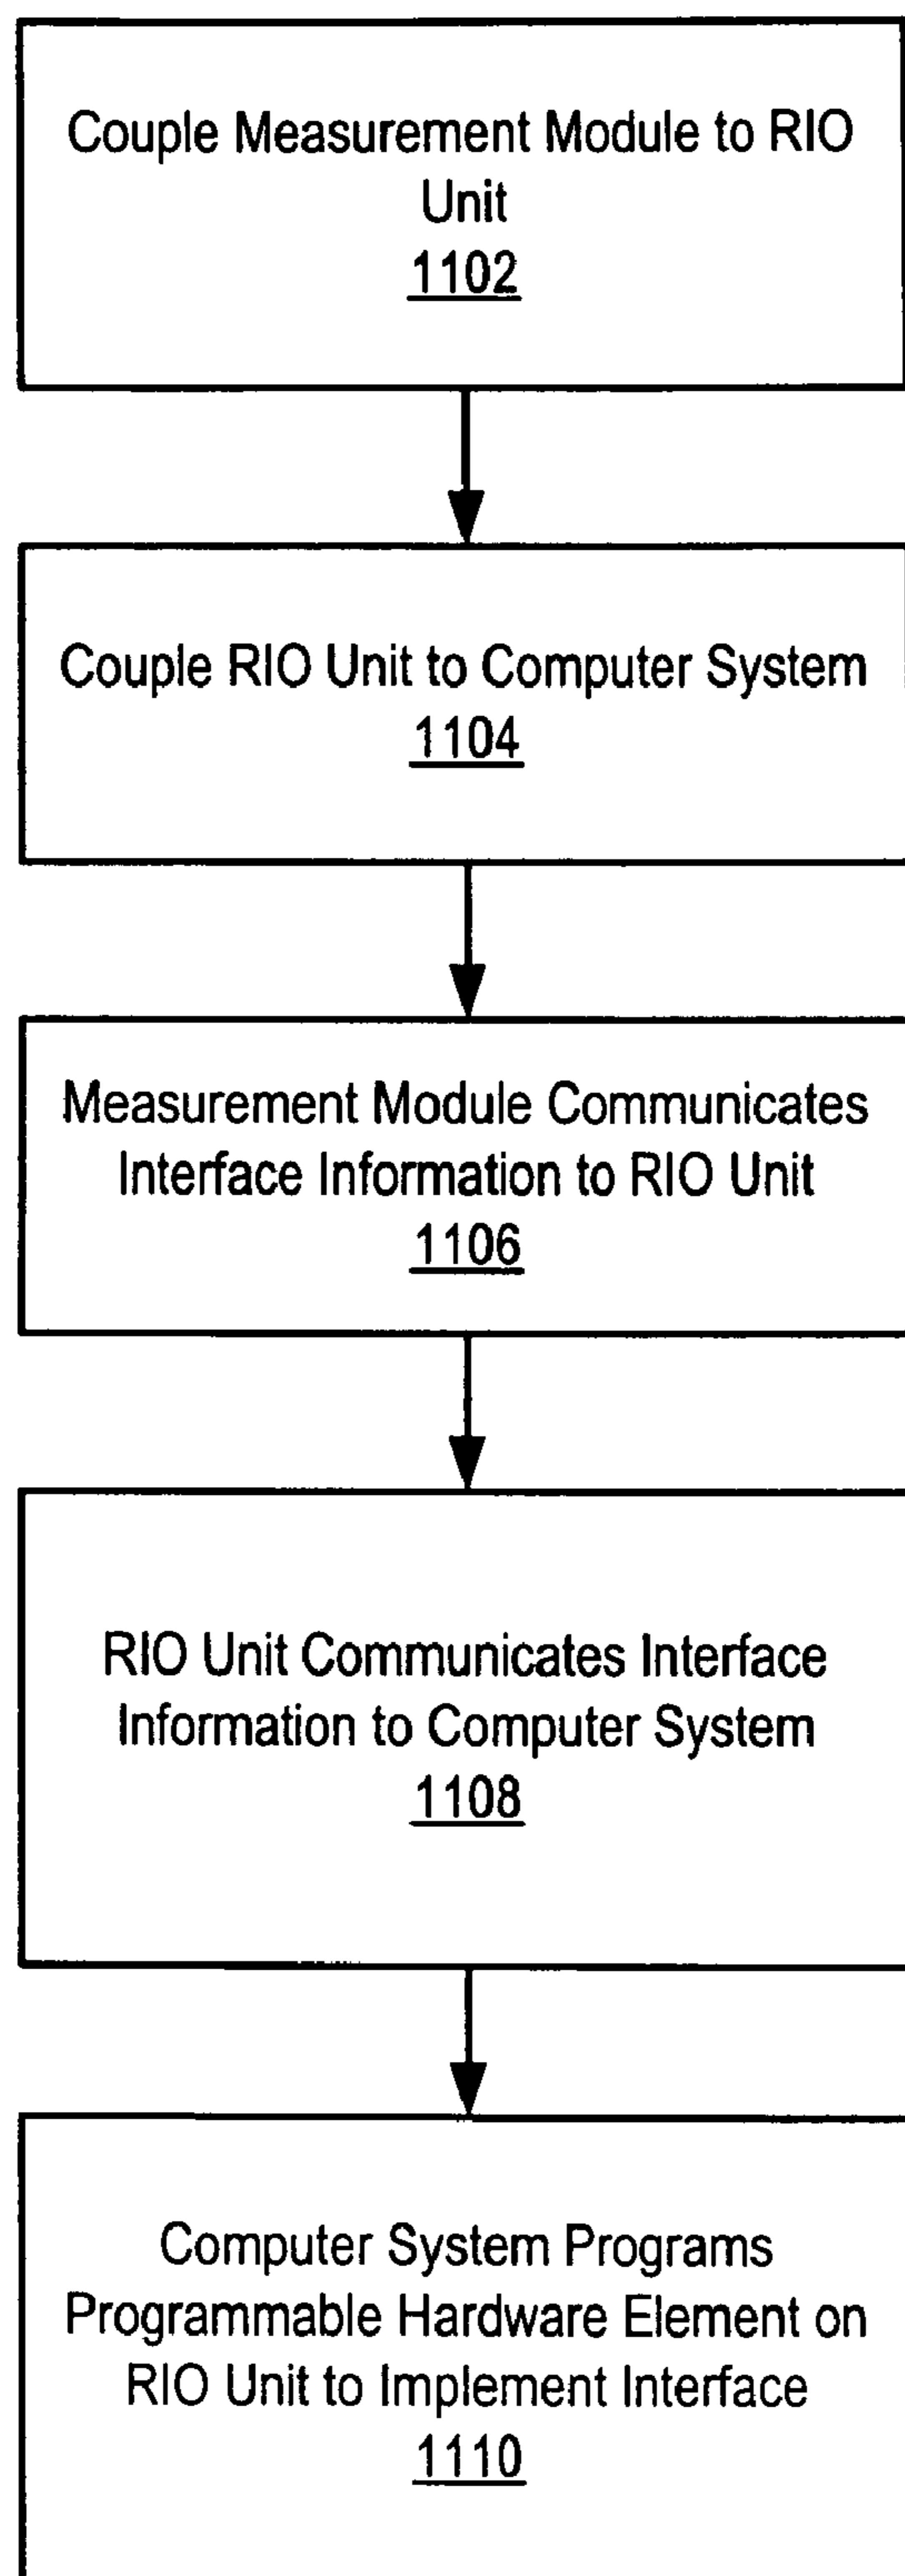 Couple Measurement Module to RIO
Unit
1102
Couple RIO Unit to Computer System
1104
Measurement Module Communicates
Interface Information to RIO Unit
1106
RIO Unit Communicates Interface
Information to Computer System
1108
Computer System Programs
Programmable Hardware Element on
RIO Unit to Implement Interface
1110